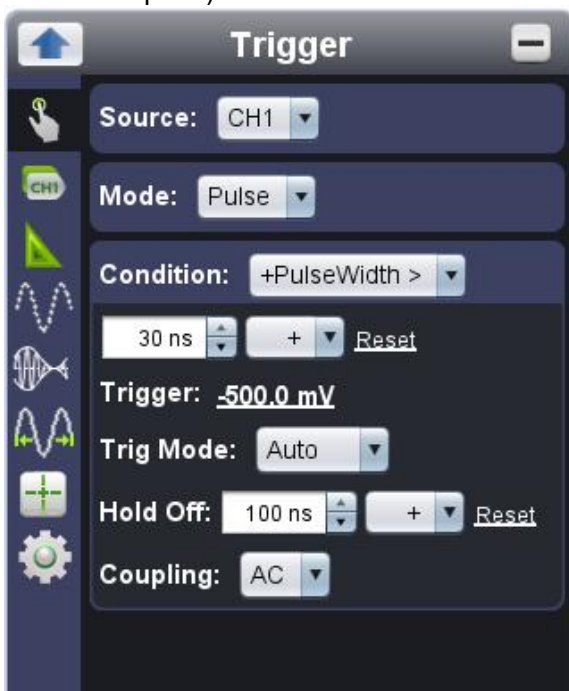 Trigger
Source: CH1
CH1
Mode: Pulse
Condition: +PulseWidth >
30 ns + Reset
Trigger: -500.0 mV
Trig Mode: Auto
Hold Off: 100 ns + Reset
Coupling: AC